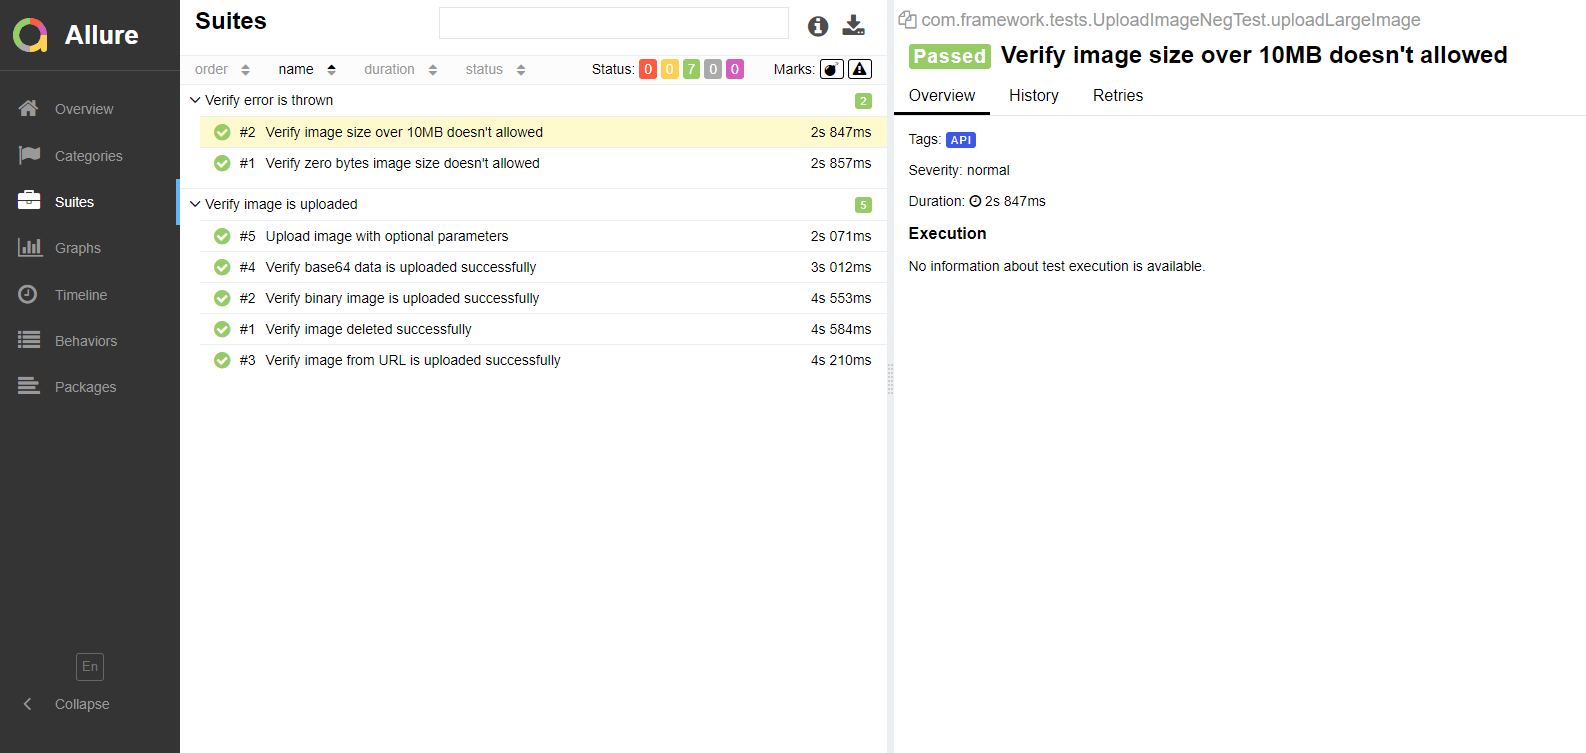 Allure
Overview
Categories
Suites
Graphs
Timeline
Behaviors
Packages
En
Collapse
Suites
order name duration status Status: 0 0 7 0 0 Marks:
Verify error is thrown 2
#2 Verify image size over 10MB doesn't allowed 2s 847ms
#1 Verify zero bytes image size doesn't allowed 2s 857ms
Verify image is uploaded 5
#5 Upload image with optional parameters 2s 071ms
#4 Verify base64 data is uploaded successfully 3s 012ms
#2 Verify binary image is uploaded successfully 4s 553ms
#1 Verify image deleted successfully 4s 584ms
#3 Verify image from URL is uploaded successfully 4s 210ms
com.framework.tests.UploadImageNegTest.uploadLargeImage
Passed Verify image size over 10MB doesn't allowed
Overview History Retries
Tags: API
Severity: normal
Duration: 2s 847ms
Execution
No information about test execution is available.